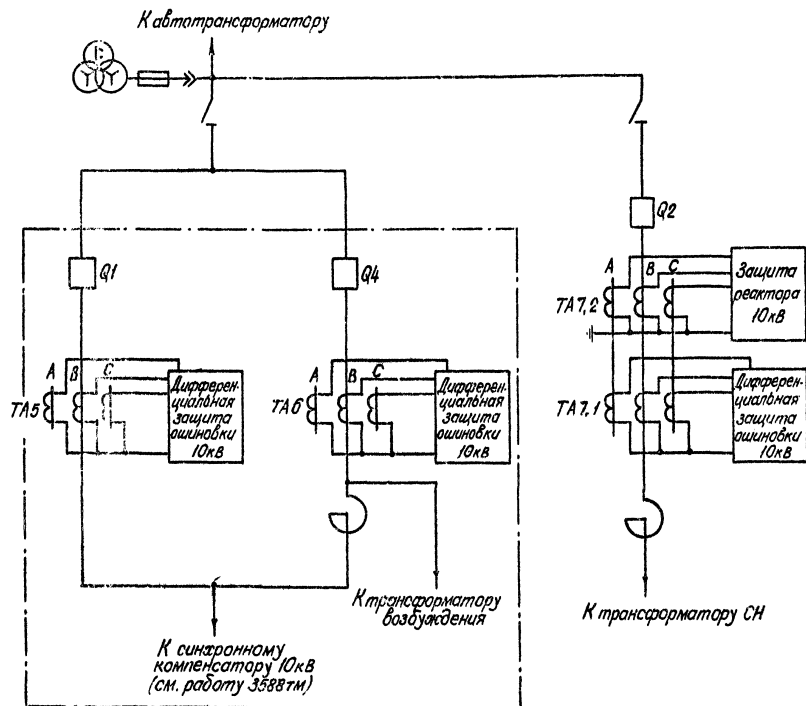 К автотрансформатору
Q2
Q1
Q4
A
B
C
TA7,2
Защита
реактора
10кВ
A
B
C
TA5
Дифферен-
циальная
защита
ошиновки
10кВ
A
B
C
TA6
Дифферен-
циальная
защита
ошиновки
10кВ
TA7,1
Дифферен-
циальная
защита
ошиновки
10кВ
К трансформатору
возбуждения
К трансформатору СН
К синхронному
компенсатору 10кВ
(см. работу 3588тм)